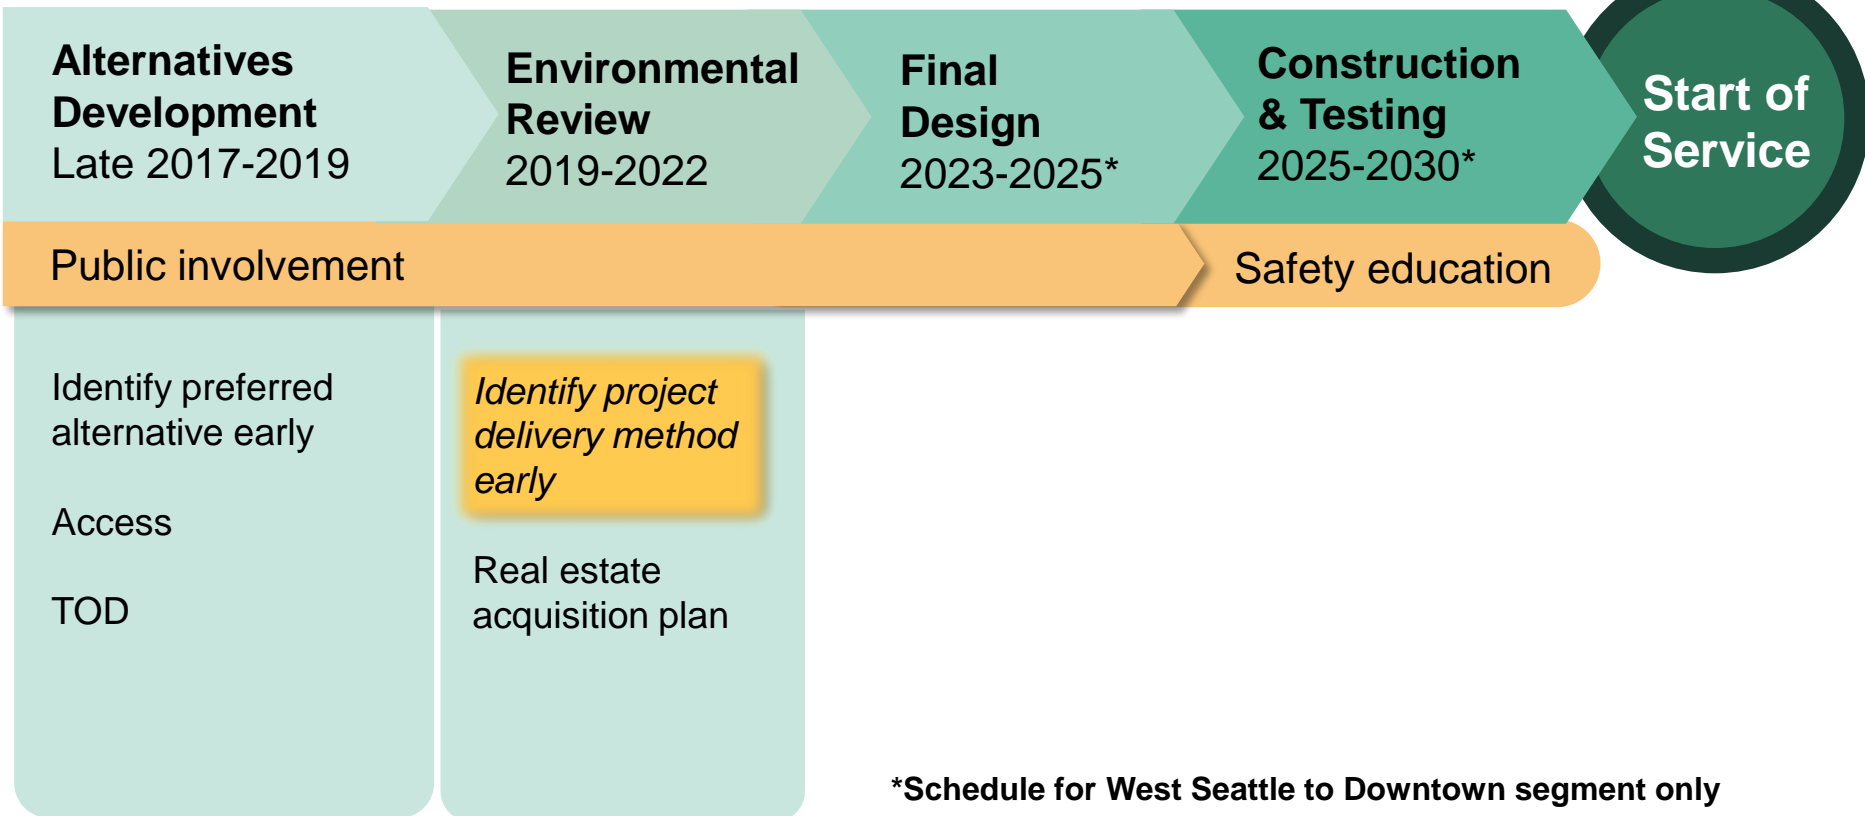 Alternatives
Development
Late 2017-2019
Environmental
Review
2019-2022
Final
Design
2023-2025*
Construction
& Testing
2025-2030*
Start of
Service
Public involvement
Safety education
Identify preferred
alternative early
Access
TOD
Identify project
delivery method
early
Real estate
acquisition plan
*Schedule for West Seattle to Downtown segment only